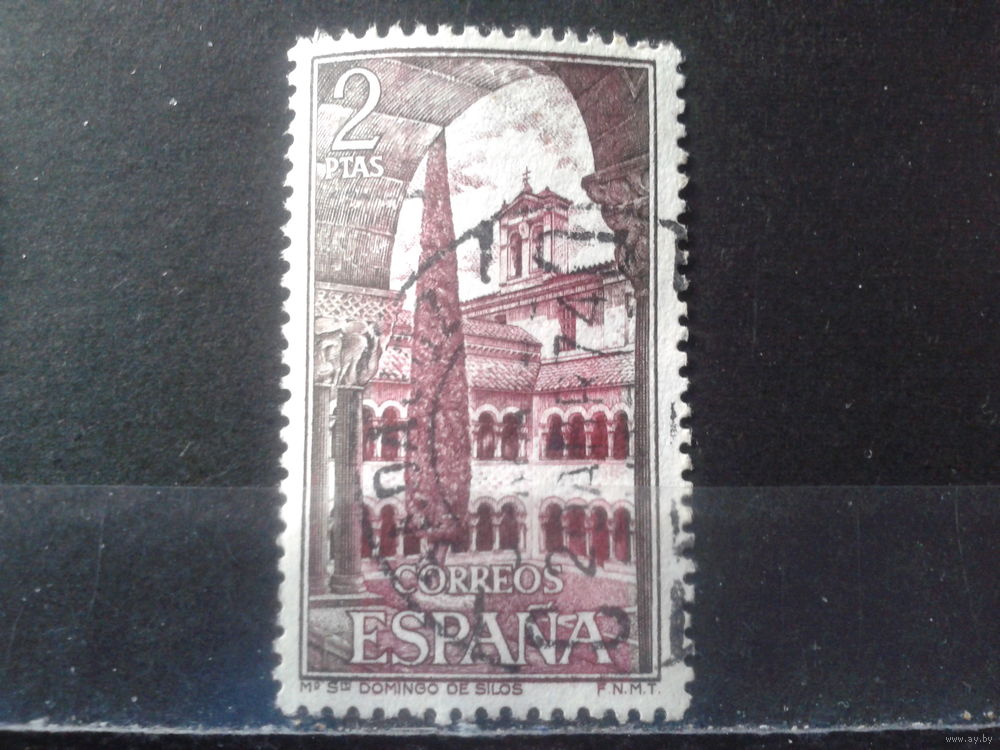 2
PTAS
CORREOS
ESPAÑA
Mº Sto DOMINGO DE SILOS F.N.M.T.
www.ay.by